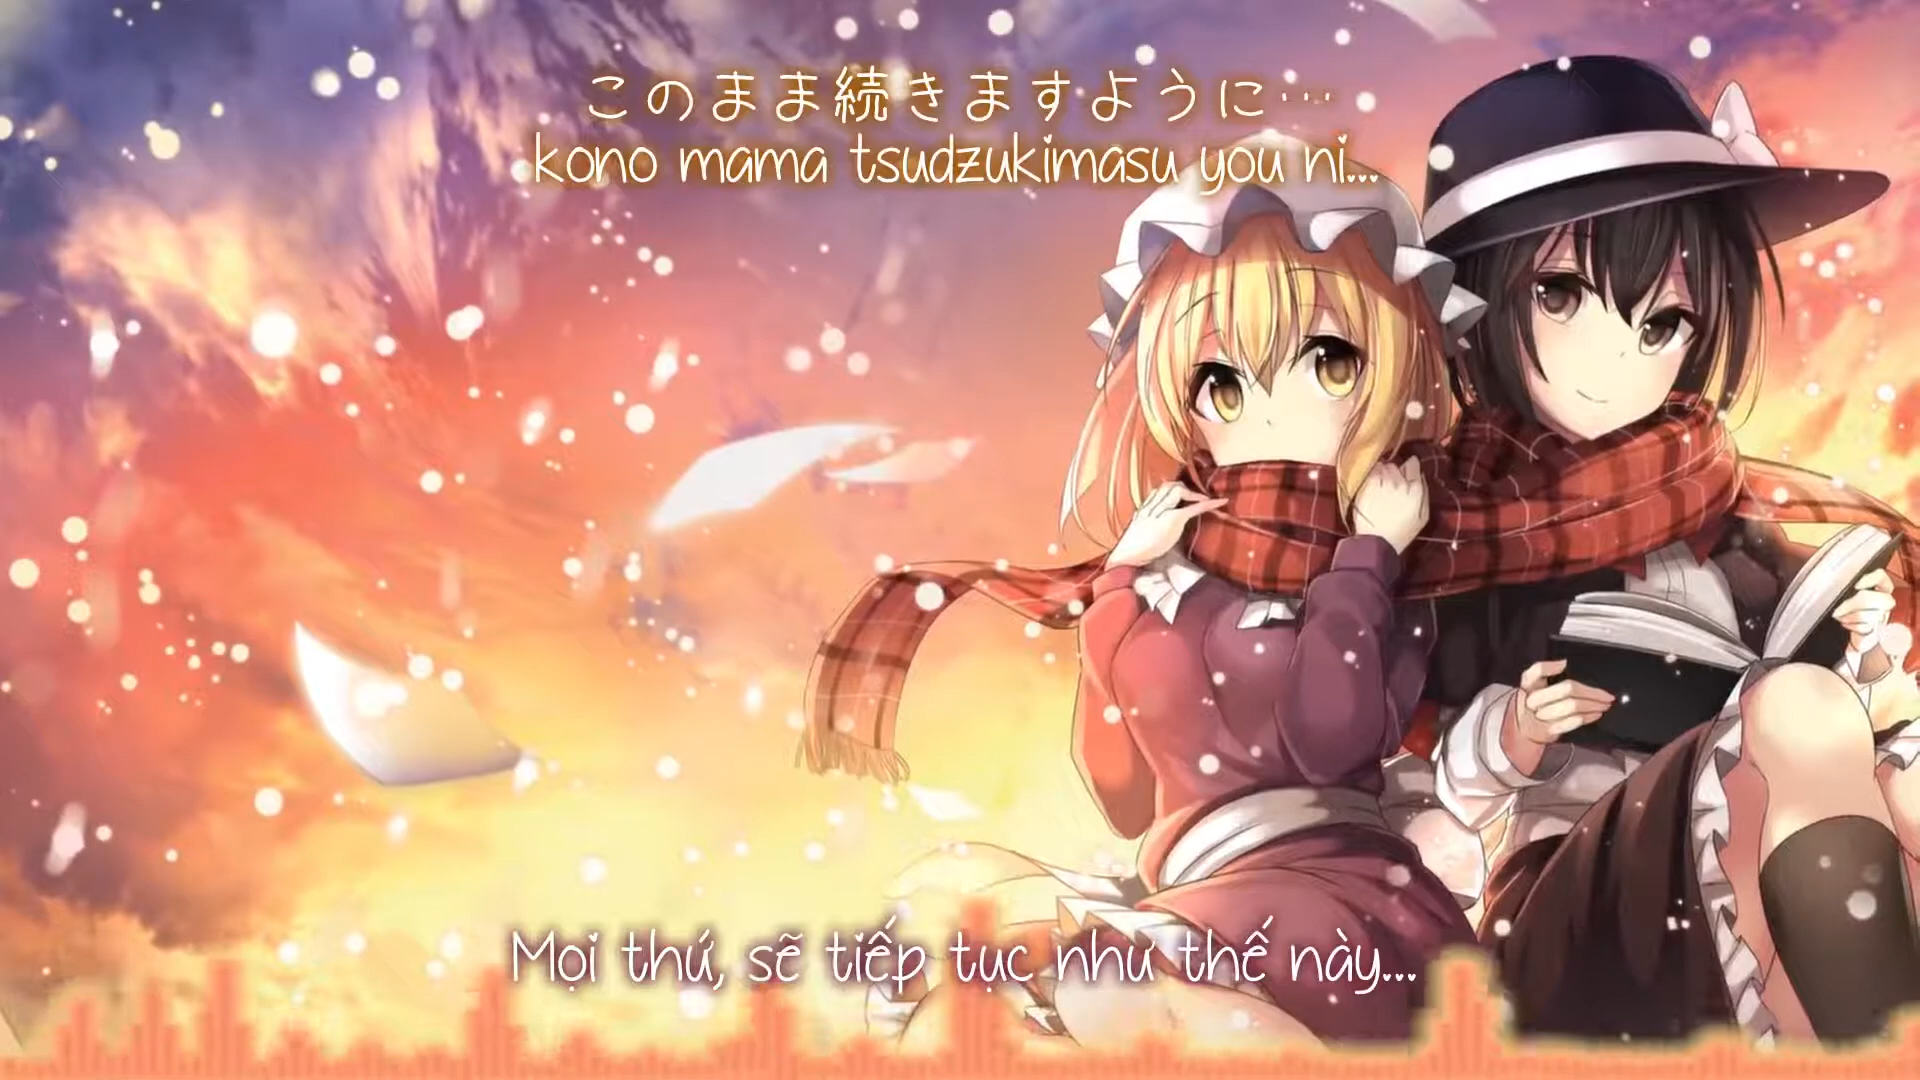 このまま続きますように…
kono mama tsudzukimasu you ni...
Mọi thứ, sẽ tiếp tục như thế này...